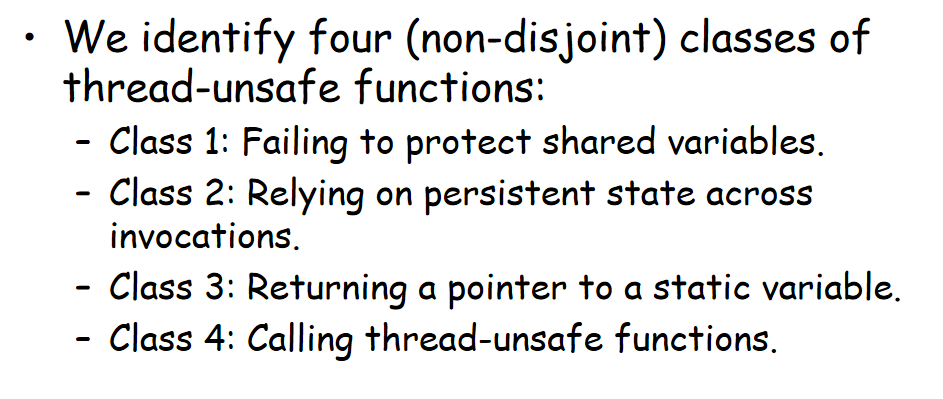 • We identify four (non-disjoint) classes of
thread-unsafe functions:
– Class 1: Failing to protect shared variables.
– Class 2: Relying on persistent state across
invocations.
– Class 3: Returning a pointer to a static variable.
– Class 4: Calling thread-unsafe functions.